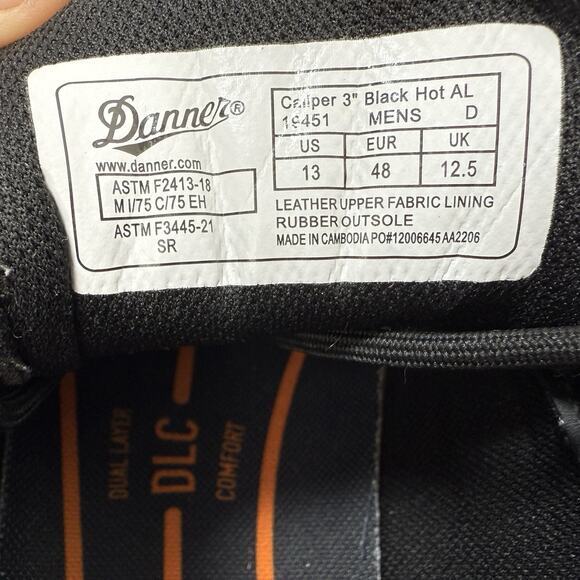 Danner®
www.danner.com
ASTM F2413-18
M I/75 C/75 EH
ASTM F3445-21
SR
Caliper 3" Black Hot AL
19451 MENS D
US EUR UK
13 48 12.5
LEATHER UPPER FABRIC LINING
RUBBER OUTSOLE
MADE IN CAMBODIA PO#12006645 AA2206
DUAL LAYER
DLC
COMFORT